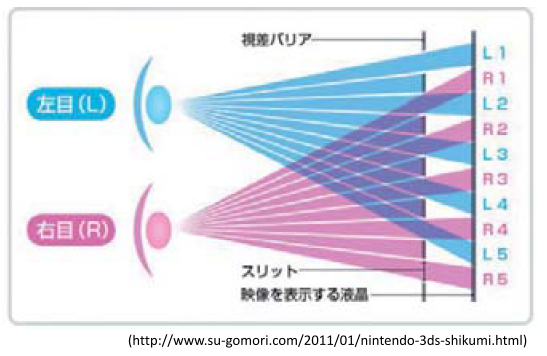 視差バリア
左目(L)
右目(R)
L1
R1
L2
R2
L3
R3
L4
R4
L5
R5
スリット
映像を表示する液晶
(http://www.su-gomori.com/2011/01/nintendo-3ds-shikumi.html)